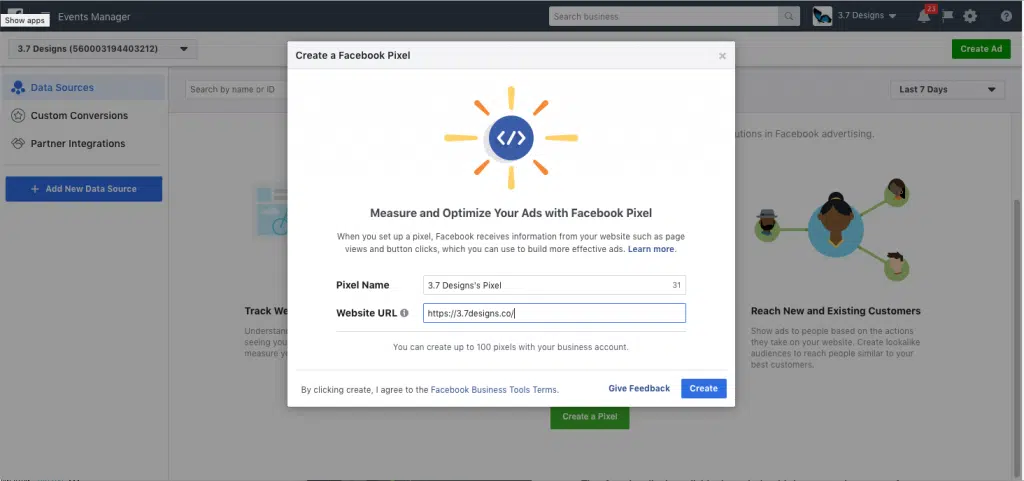 Show apps
Events Manager
Search business
3.7 Designs
23
3.7 Designs (560003194403212)
Create Ad
Data Sources
Custom Conversions
Partner Integrations
+ Add New Data Source
Search by name or ID
Last 7 Days
utions in Facebook advertising.
Create a Facebook Pixel
×
</>
Measure and Optimize Your Ads with Facebook Pixel
When you set up a pixel, Facebook receives information from your website such as page
views and button clicks, which you can use to build more effective ads. Learn more.
Pixel Name
3.7 Designs's Pixel
31
Website URL
https://3.7designs.co/
You can create up to 100 pixels with your business account.
By clicking create, I agree to the Facebook Business Tools Terms.
Give Feedback
Create
Track We
Understan
seeing your
measure y
Reach New and Existing Customers
Show ads to people based on the actions
they take on your website. Create lookalike
audiences to reach people similar to your
best customers.
Create a Pixel